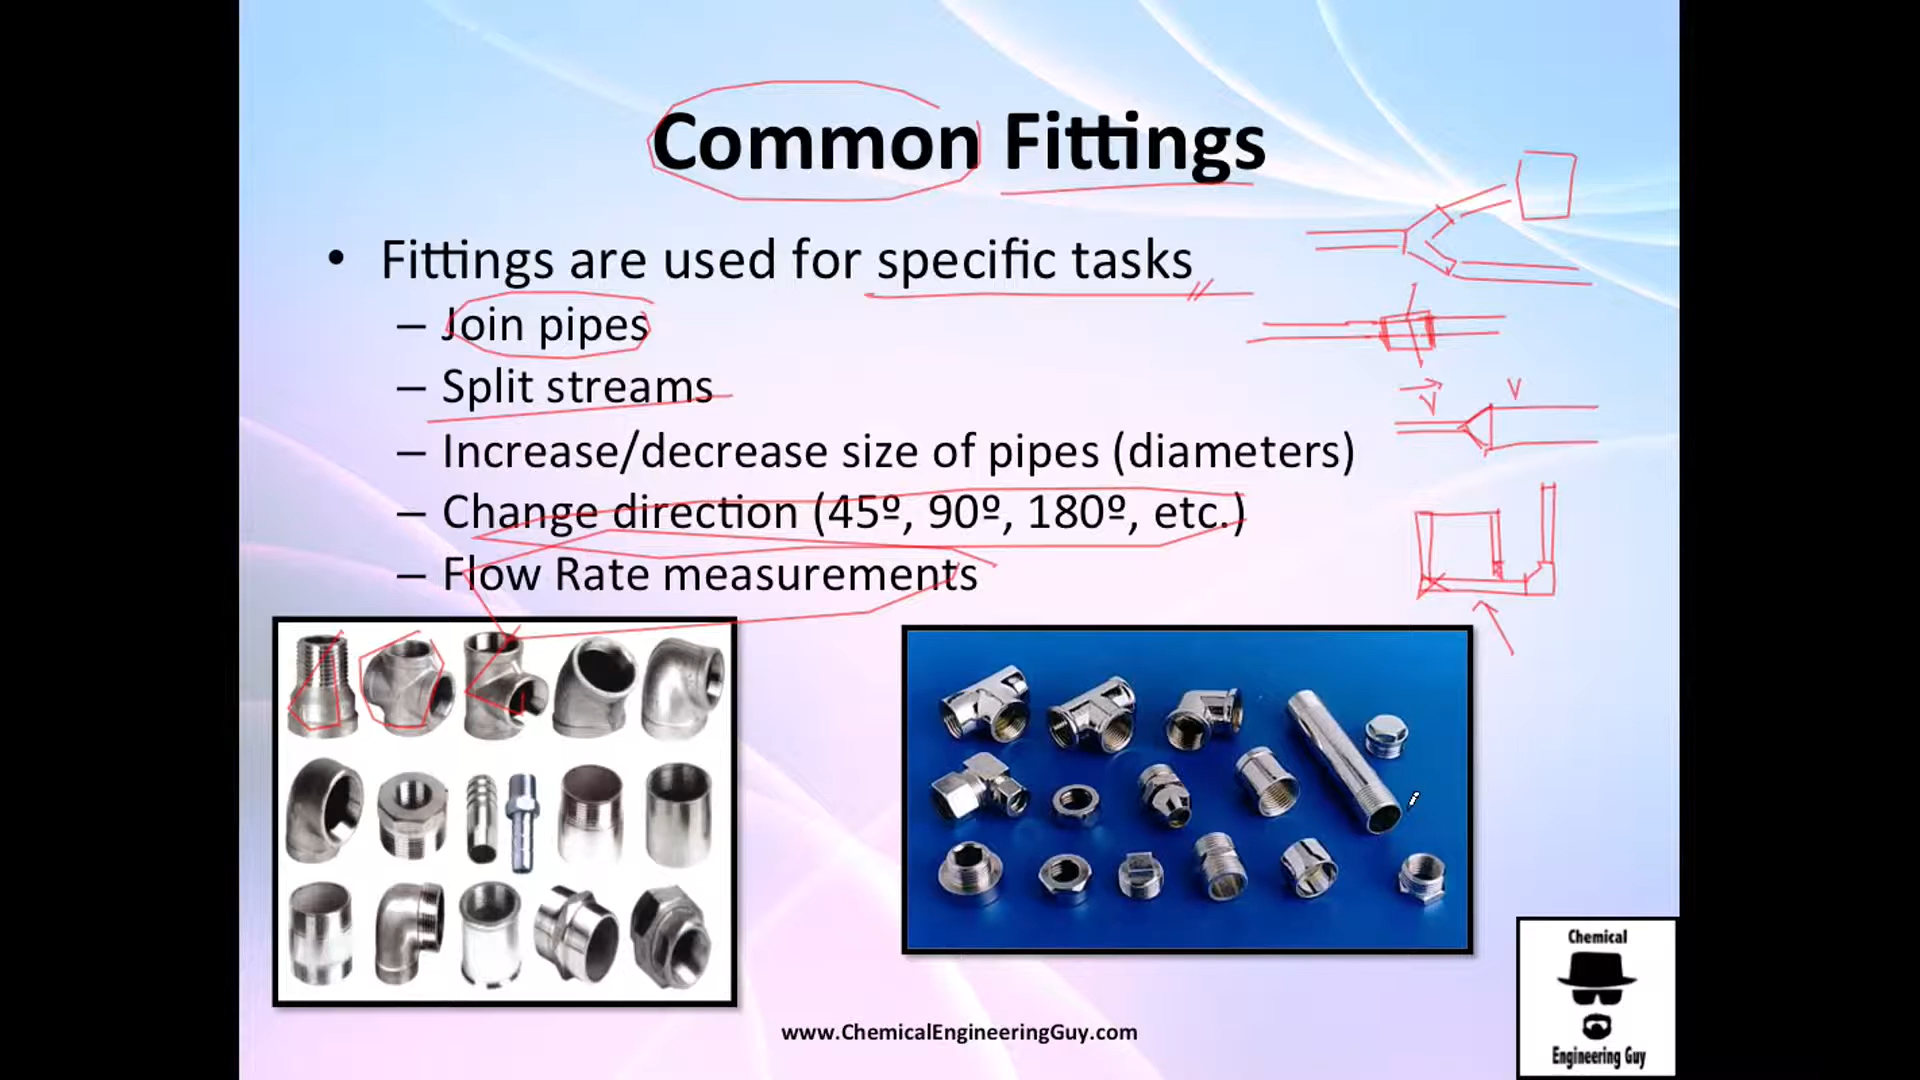 Common Fittings
• Fittings are used for specific tasks
– Join pipes
– Split streams
– Increase/decrease size of pipes (diameters)
– Change direction (45º, 90º, 180º, etc.)
– Flow Rate measurements
V
V
www.ChemicalEngineeringGuy.com
Chemical
Engineering Guy